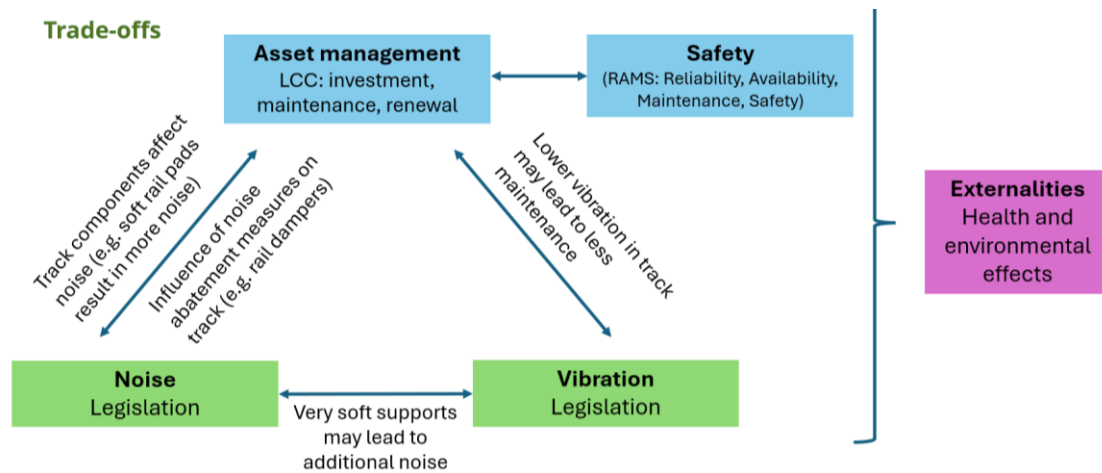 Trade-offs
Asset management
LCC: investment,
maintenance, renewal
Safety
(RAMS: Reliability, Availability,
Maintenance, Safety)
Track components affect
noise (e.g. soft rail pads
result in more noise)
Influence of noise
abatement measures on
track (e.g. rail dampers)
Lower vibration in track
may lead to less
maintenance
Externalities
Health and
environmental
effects
Noise
Legislation
Very soft supports
may lead to
additional noise
Vibration
Legislation